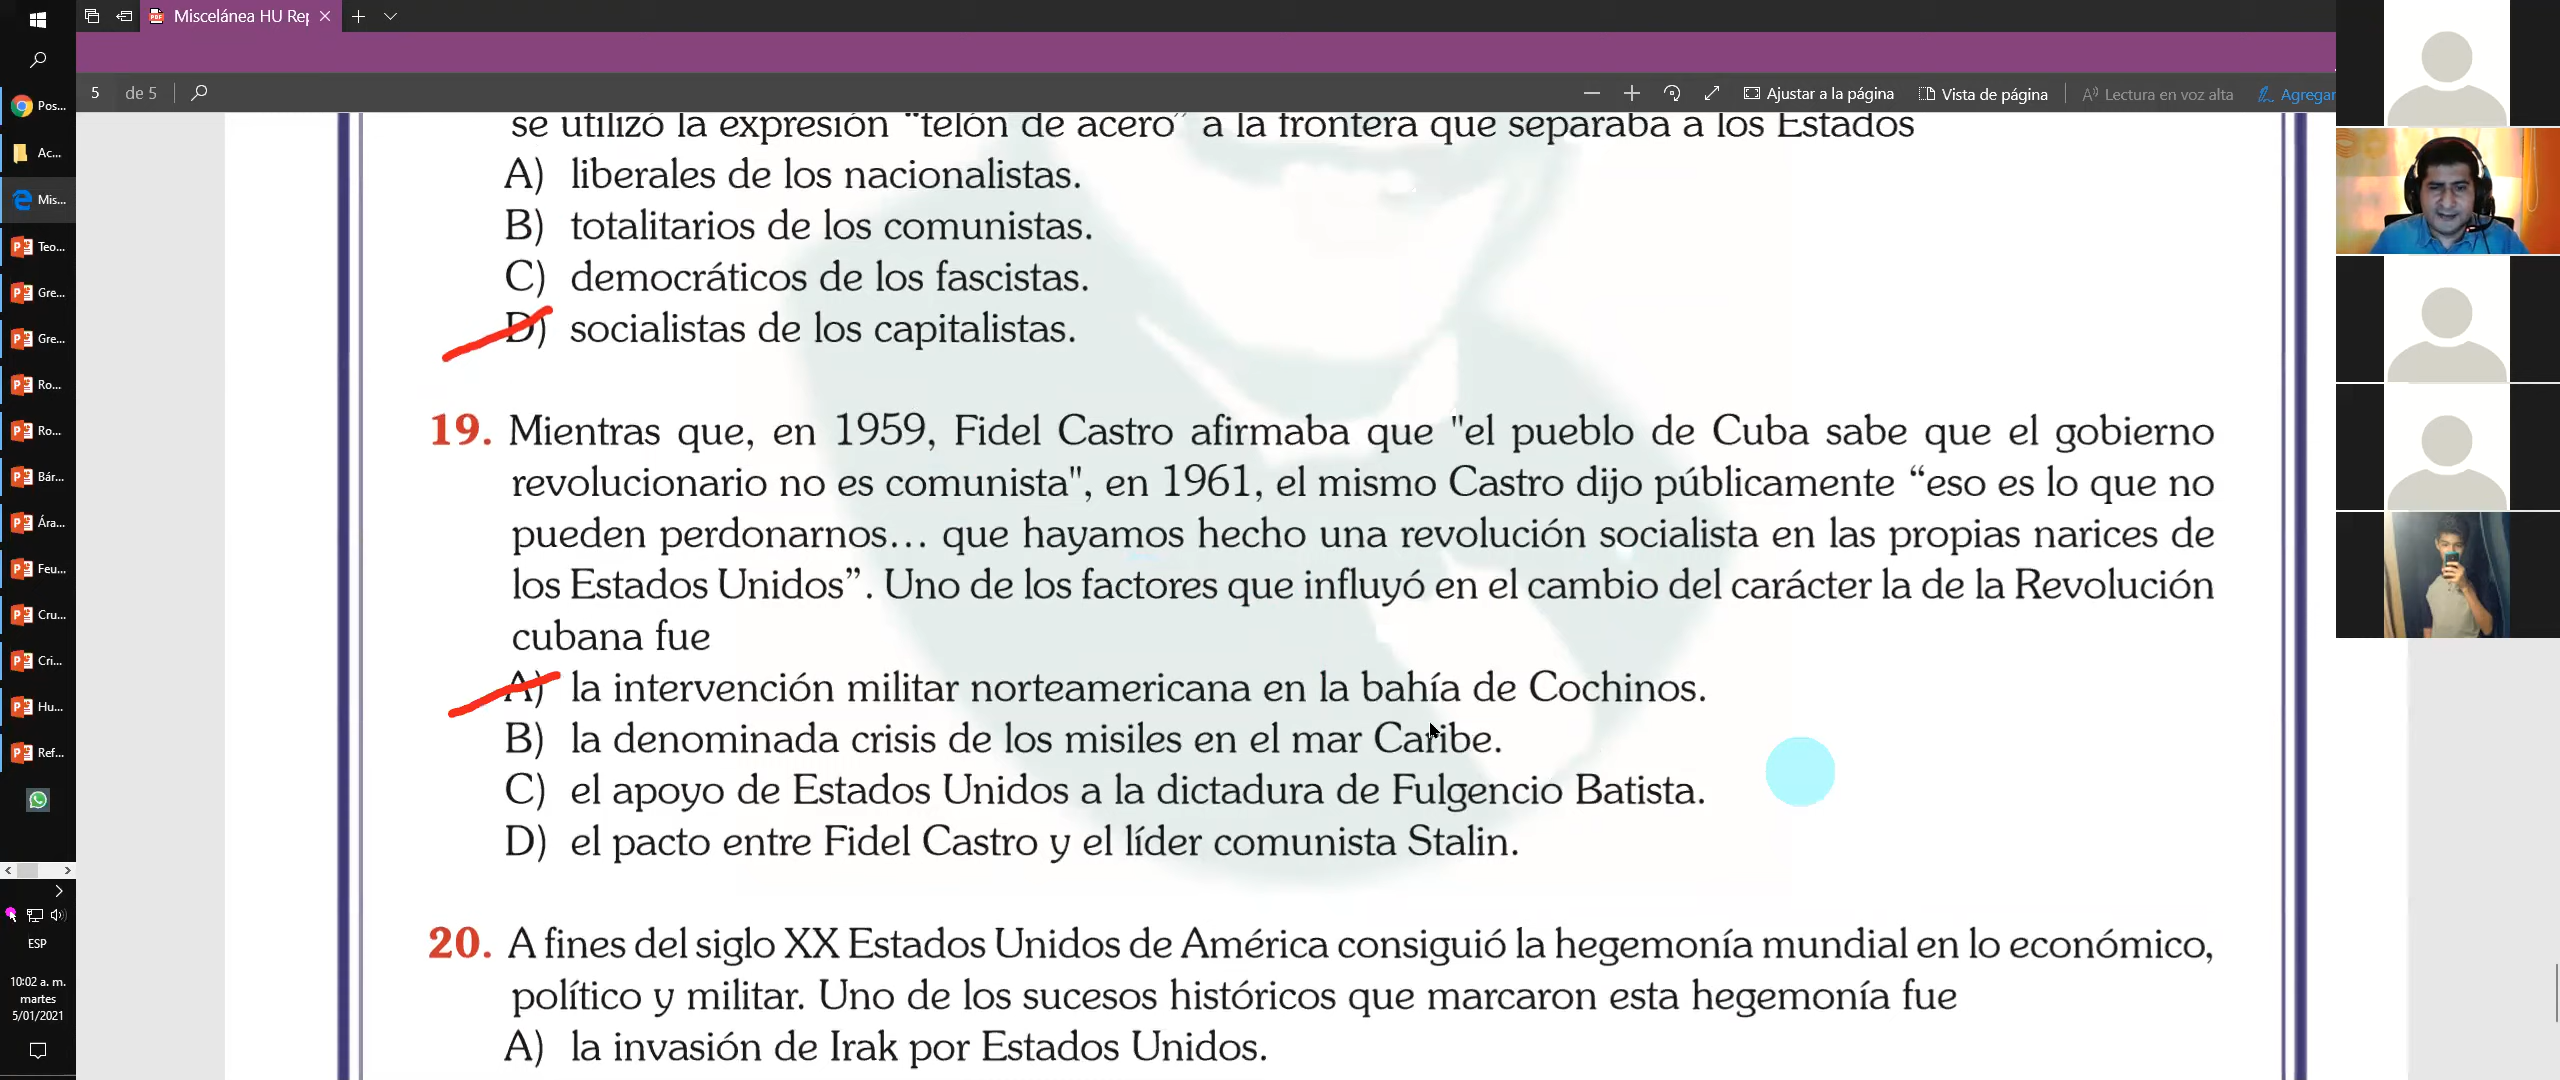 Miscelánea HU Rep
5 de 5
Ajustar a la página
Vista de página
Lectura en voz alta
Agregar
Pos...
Ac...
Mis...
Teo...
Gre...
Gre...
Ro...
Ro...
Bár...
Ára...
Feu...
Cru...
Cri...
Hu...
Ref...
ESP
10:02 a. m.
martes
5/01/2021
se utilizó la expresión “telón de acero” a la frontera que separaba a los Estados
A) liberales de los nacionalistas.
B) totalitarios de los comunistas.
C) democráticos de los fascistas.
D) socialistas de los capitalistas.
19. Mientras que, en 1959, Fidel Castro afirmaba que "el pueblo de Cuba sabe que el gobierno
revolucionario no es comunista", en 1961, el mismo Castro dijo públicamente “eso es lo que no
pueden perdonarnos... que hayamos hecho una revolución socialista en las propias narices de
los Estados Unidos”. Uno de los factores que influyó en el cambio del carácter la de la Revolución
cubana fue
A) la intervención militar norteamericana en la bahía de Cochinos.
B) la denominada crisis de los misiles en el mar Caribe.
C) el apoyo de Estados Unidos a la dictadura de Fulgencio Batista.
D) el pacto entre Fidel Castro y el líder comunista Stalin.
20. A fines del siglo XX Estados Unidos de América consiguió la hegemonía mundial en lo económico,
político y militar. Uno de los sucesos históricos que marcaron esta hegemonía fue
A) la invasión de Irak por Estados Unidos.